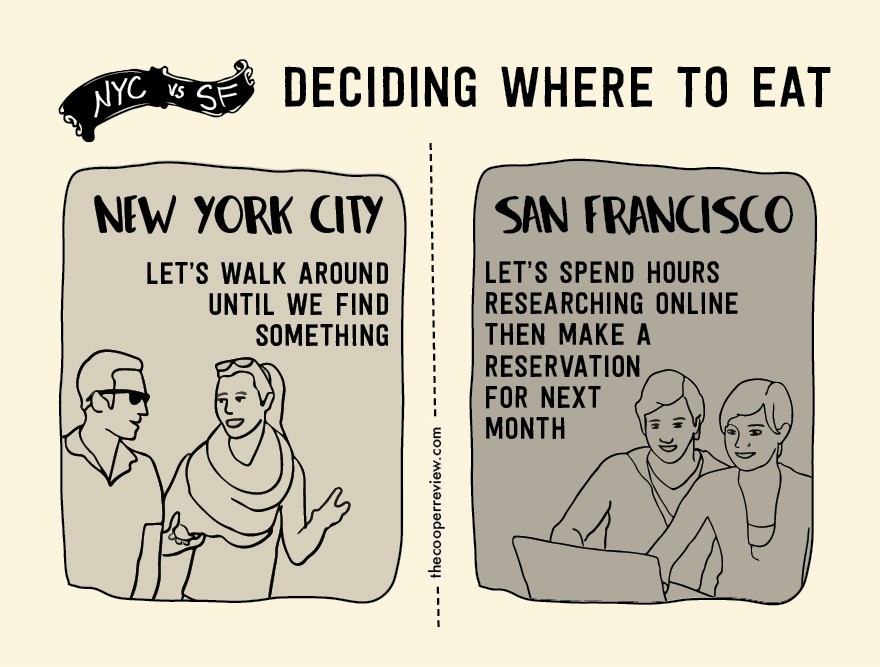 NYC vs SF
DECIDING WHERE TO EAT
NEW YORK CITY
LET'S WALK AROUND
UNTIL WE FIND
SOMETHING
thecooperreview.com
SAN FRANCISCO
LET'S SPEND HOURS
RESEARCHING ONLINE
THEN MAKE A
RESERVATION
FOR NEXT
MONTH